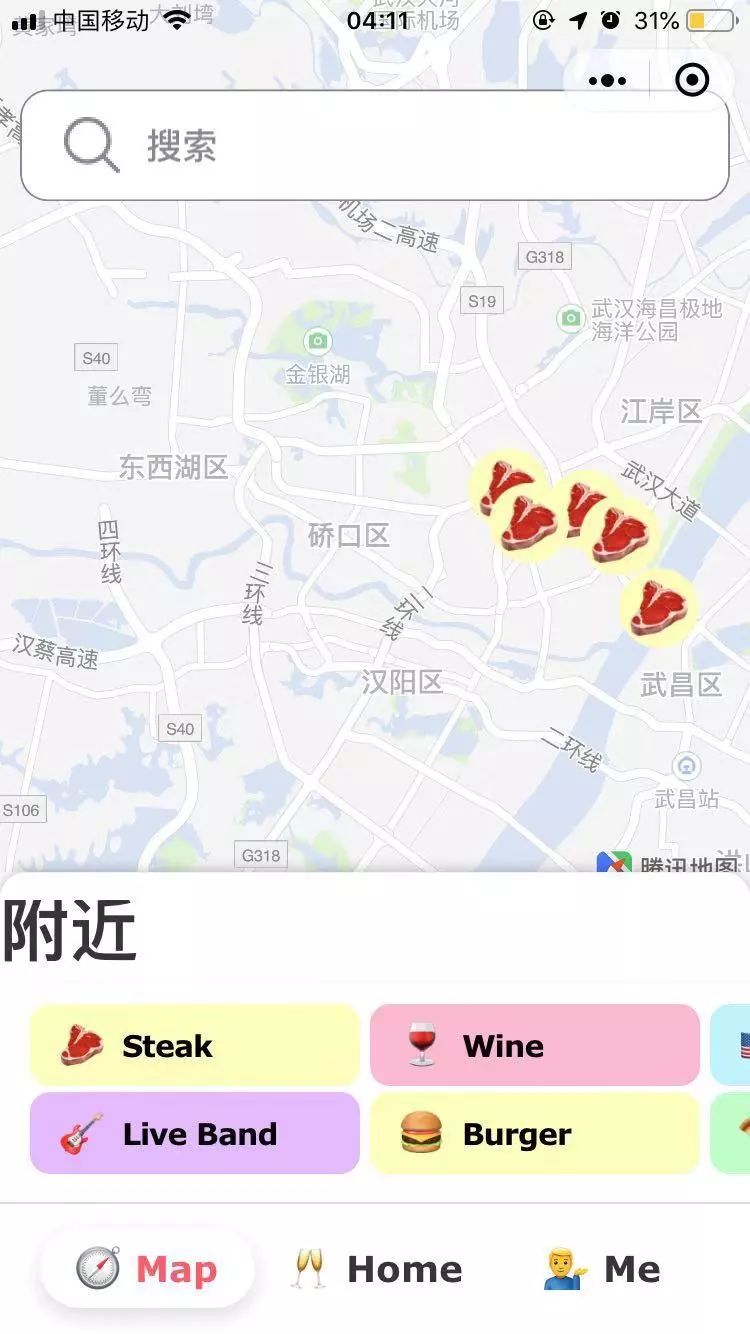 中国移动
04:11
31%
搜索
机场二高速
G318
S19
武汉海昌极地
海洋公园
金银湖
S40
董么弯
江岸区
东西湖区
武汉大道
硚口区
四环线
三环线
二环线
汉蔡高速
汉阳区
武昌区
S40
二环线
武昌站
S106
G318
腾讯地图
附近
Steak
Wine
Live Band
Burger
Map
Home
Me